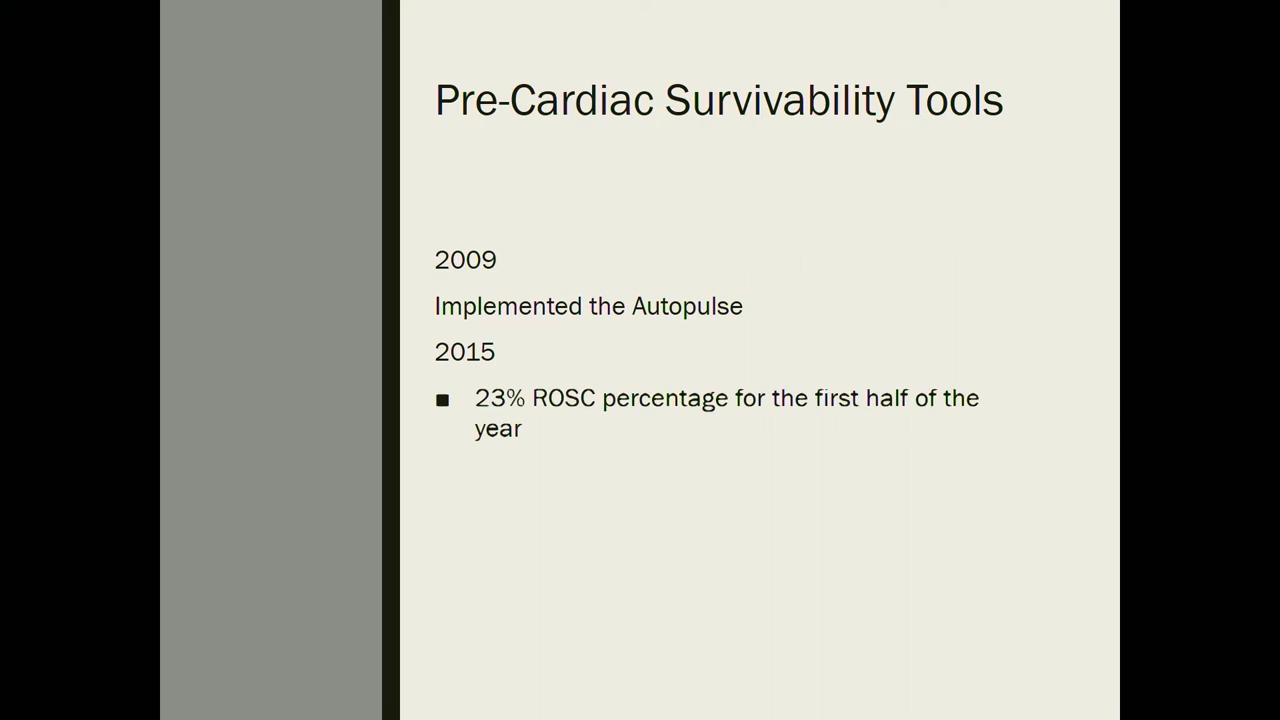 Pre-Cardiac Survivability Tools
2009
Implemented the Autopulse
2015
■ 23% ROSC percentage for the first half of the
year